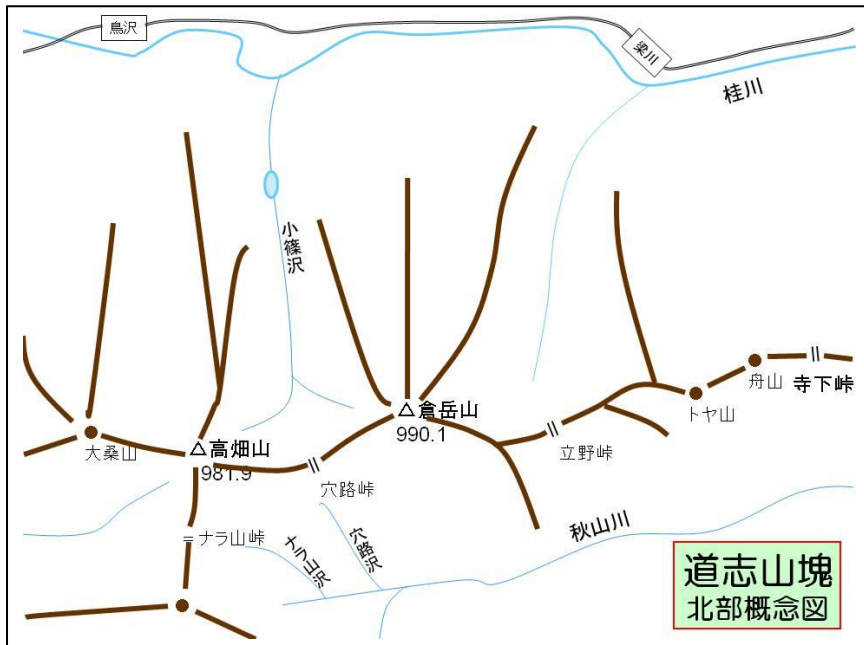 鳥沢
梁川
桂川
小篠沢
舟山
寺下峠
トヤ山
倉岳山
990.1
大桑山
高畑山
981.9
立野峠
穴路峠
ナラ山峠
ナラ山沢
穴路沢
秋山川
道志山塊
北部概念図